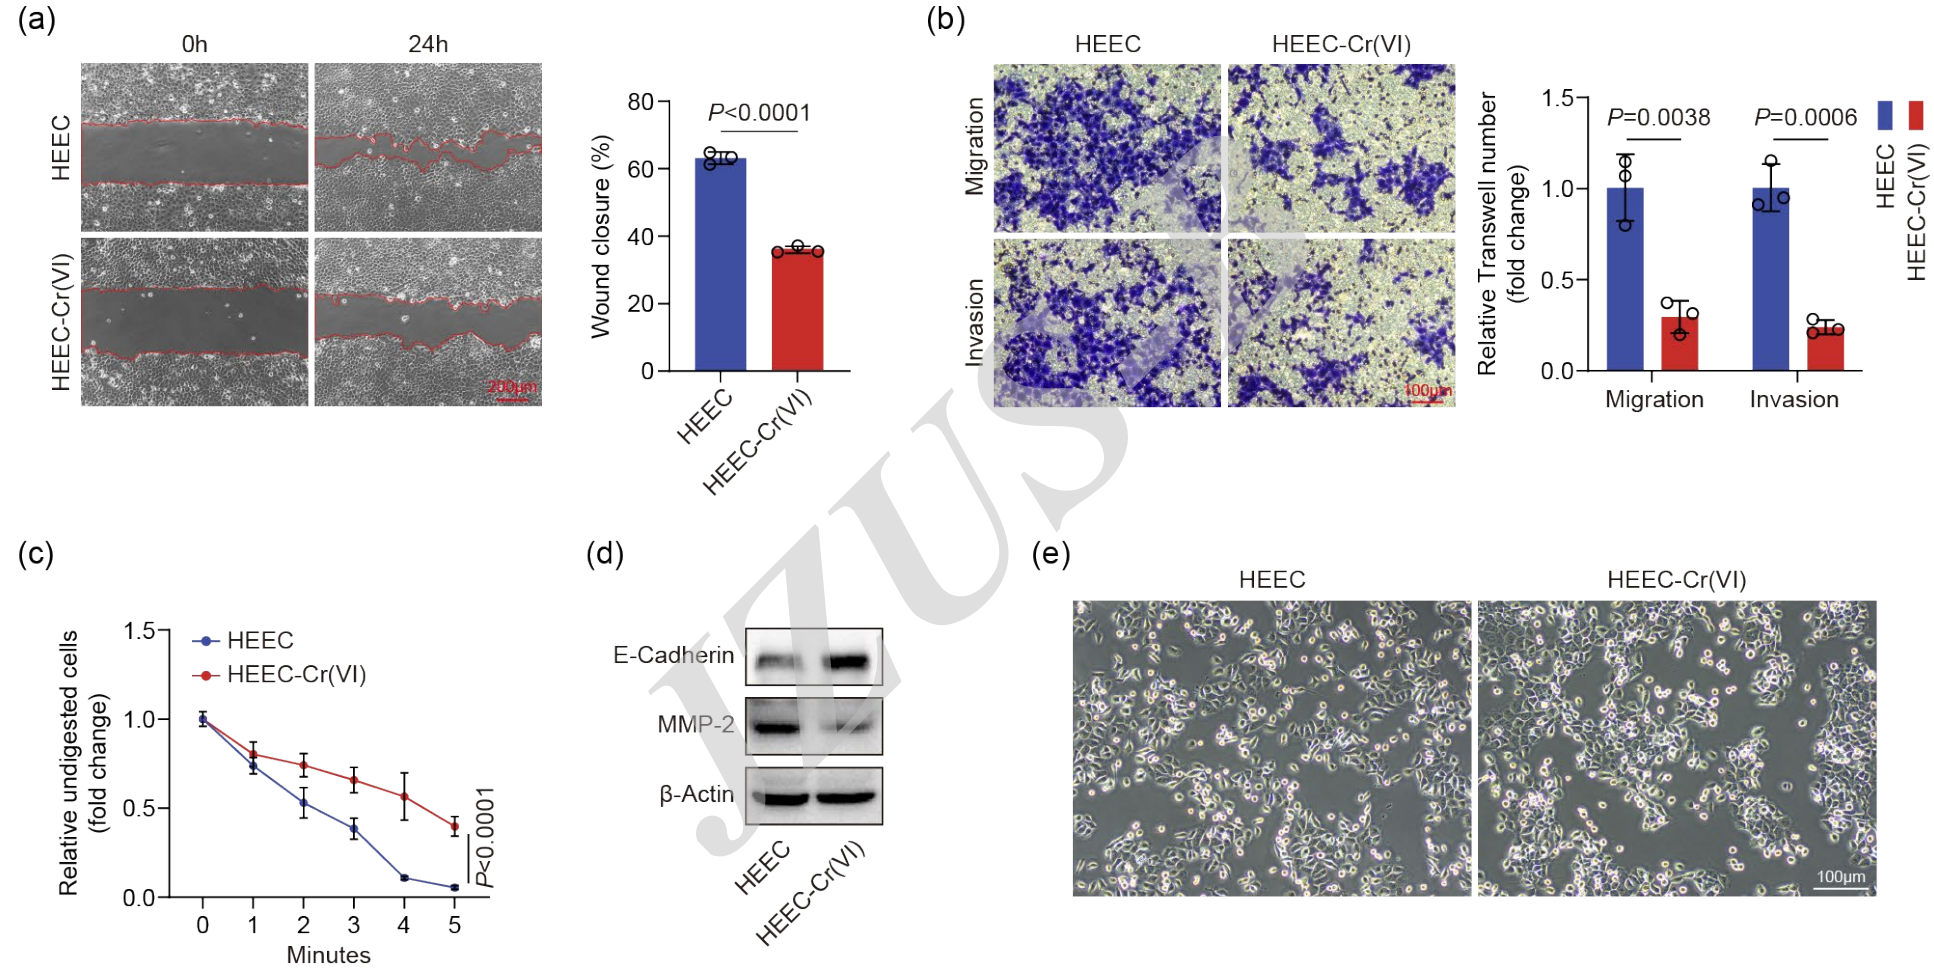 (a)
0h
24h
HEEC
HEEC-Cr(VI)
200μm
Wound closure (%)
80
60
40
20
0
P<0.0001
HEEC
HEEC-Cr(VI)
(b)
HEEC
HEEC-Cr(VI)
Migration
Invasion
100μm
Relative Transwell number
(fold change)
1.5
1.0
0.5
0.0
P=0.0038
P=0.0006
Migration
Invasion
HEEC
HEEC-Cr(VI)
(c)
Relative undigested cells
(fold change)
1.5
1.0
0.5
0.0
HEEC
HEEC-Cr(VI)
P<0.0001
0 1 2 3 4 5
Minutes
(d)
E-Cadherin
MMP-2
β-Actin
HEEC
HEEC-Cr(VI)
(e)
HEEC
HEEC-Cr(VI)
100μm